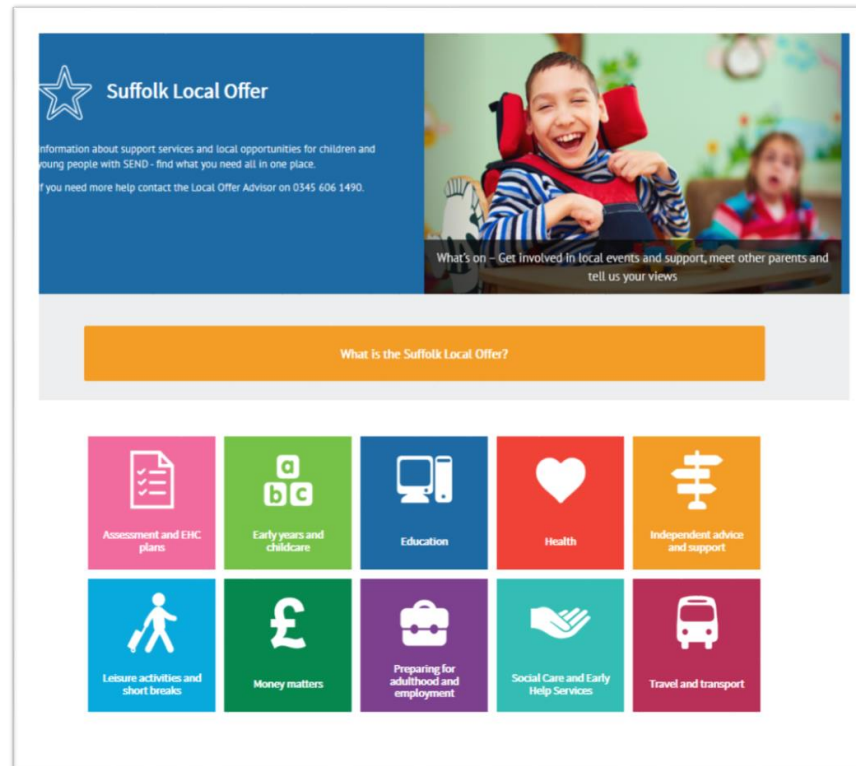 Suffolk Local Offer
nformation about support services and local opportunities for children and
oung people with SEND - find what you need all in one place.
f you need more help contact the Local Offer Advisor on 0345 606 1490.
What's on – Get involved in local events and support, meet other parents and
tell us your views
What is the Suffolk Local Offer?
Assessment and EHC
plans
a
b c
Early years and
childcare
Education
Health
Independent advice
and support
Leisure activities and
short breaks
£
Money matters
Preparing for
adulthood and
employment
Social Care and Early
Help Services
Travel and transport